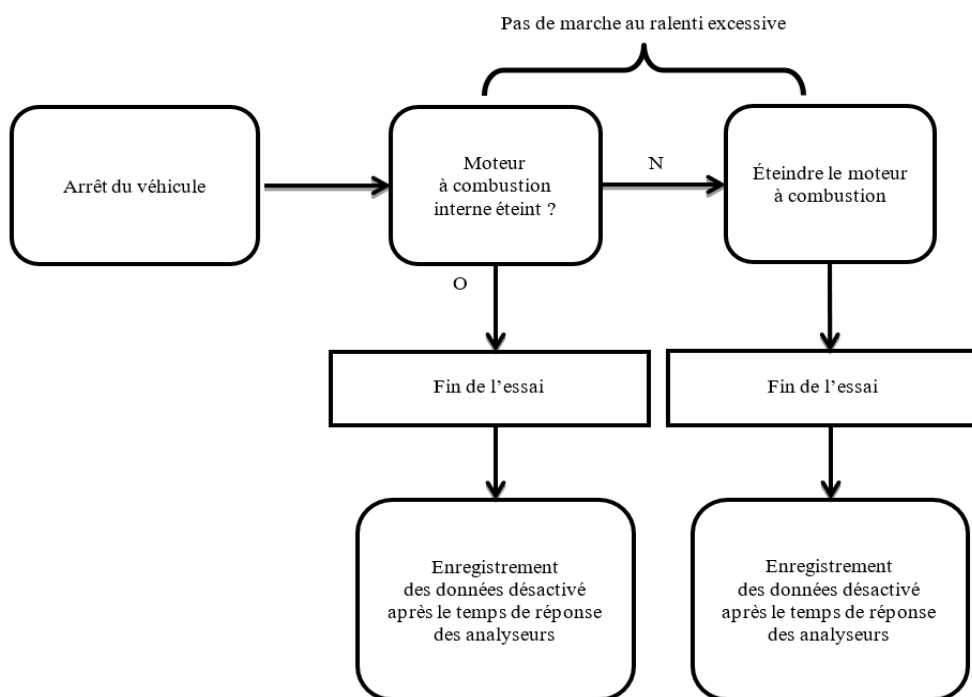 Pas de marche au ralenti excessive
Arrêt du véhicule
Moteur
à combustion
interne éteint ?
N
Éteindre le moteur
à combustion
O
Fin de l’essai
Fin de l’essai
Enregistrement
des données désactivé
après le temps de réponse
des analyseurs
Enregistrement
des données désactivé
après le temps de réponse
des analyseurs